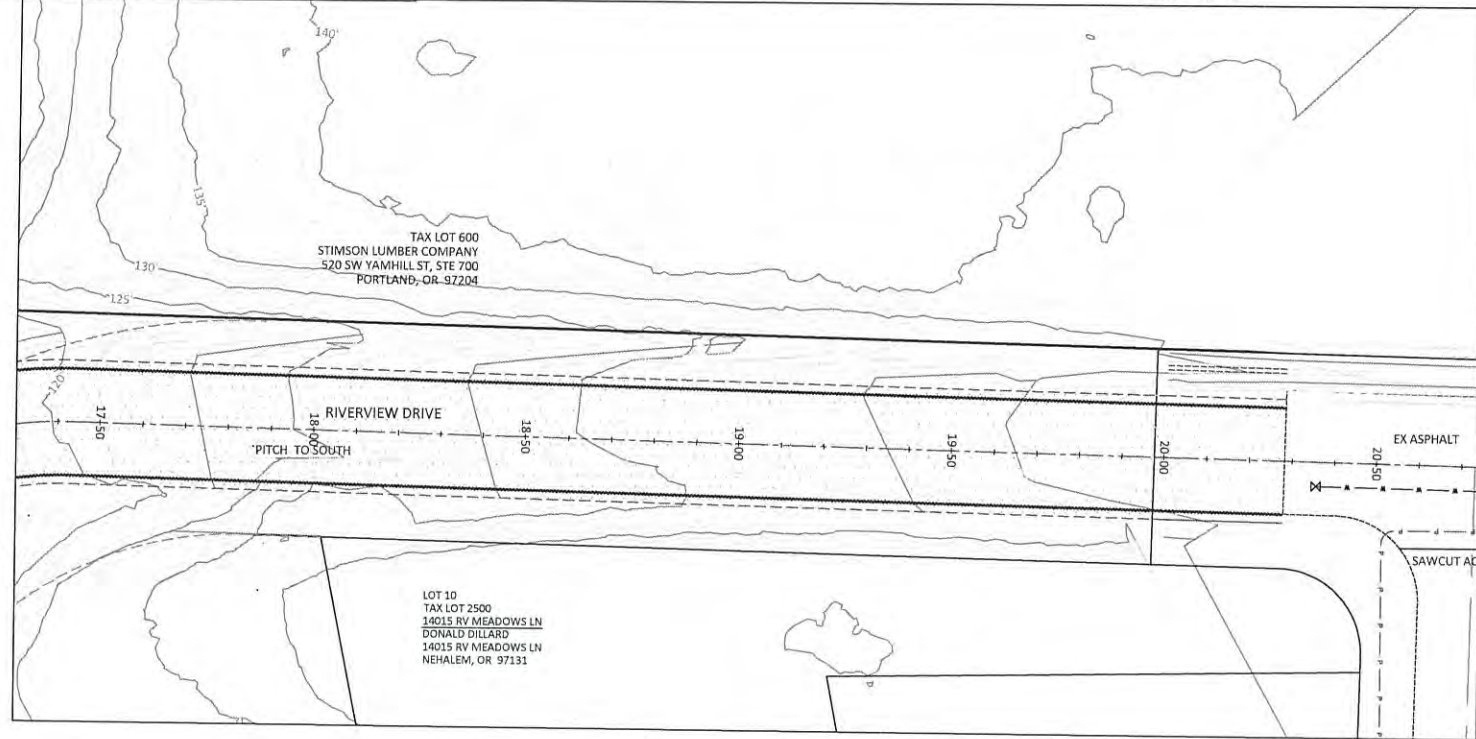 140'
135'
TAX LOT 600
STIMSON LUMBER COMPANY
520 SW YAMHILL ST, STE 700
PORTLAND, OR 97204
130'
125'
120'
17+50
18+00
18+50
19+00
19+50
20+00
20+50
RIVERVIEW DRIVE
EX ASPHALT
"PITCH TO SOUTH"
W W W W
P P P
SAWCUT AC
P P P P P
LOT 10
TAX LOT 2500
14015 RV MEADOWS LN
DONALD DILLARD
14015 RV MEADOWS LN
NEHALEM, OR 97131